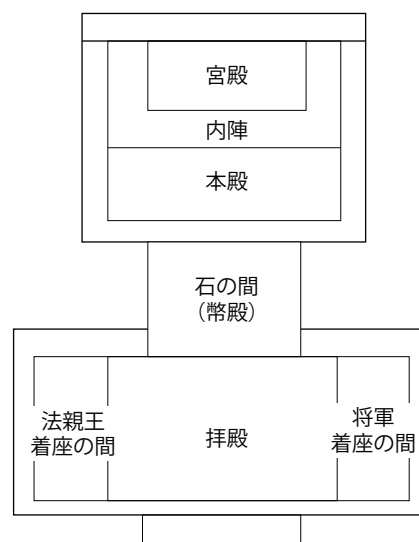 宮殿
内陣
本殿
石の間
（幣殿）
法親王
着座の間
拝殿
将軍
着座の間